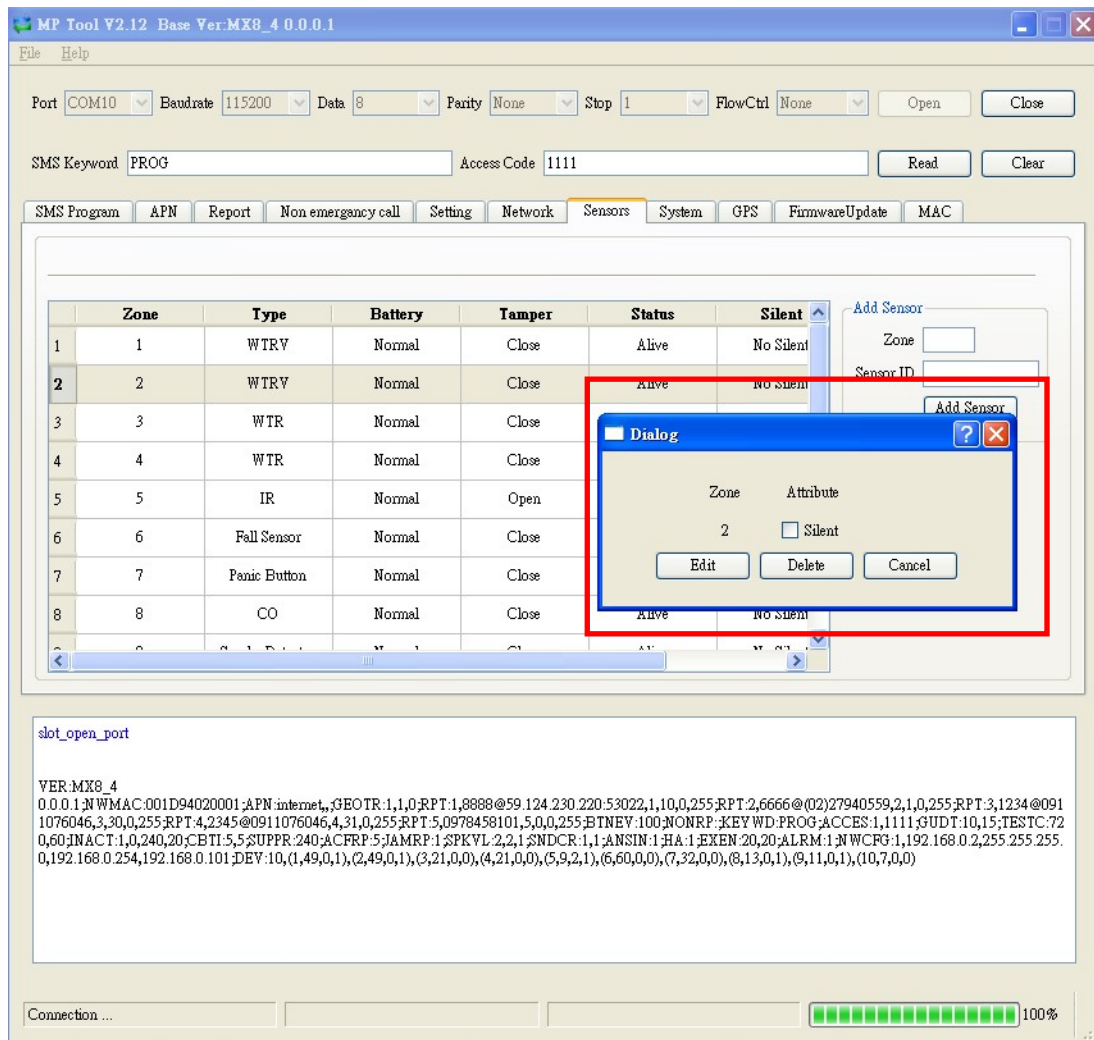 MP Tool V2.12 Base Ver:MX8_4 0.0.0.1
File Help
Port COM10 Baudrate 115200 Data 8 Parity None Stop 1 FlowCtrl None Open Close
SMS Keyword PROG Access Code 1111 Read Clear
SMS Program APN Report Non emergancy call Setting Network Sensors System GPS FirmwareUpdate MAC
Zone Type Battery Tamper Status Silent
1 1 WTRV Normal Close Alive No Silent
2 2 WTRV Normal Close Alive No Silent
3 3 WTR Normal Close
4 4 WTR Normal Close
5 5 IR Normal Open
6 6 Fall Sensor Normal Close
7 7 Panic Button Normal Close
8 8 CO Normal Close Alive No Silent
Add Sensor
Zone
Sensor ID
Add Sensor
Dialog
Zone Attribute
2 Silent
Edit Delete Cancel
slot_open_port
VER:MX8_4
0.0.0.1;NWMAC:001D94020001;APN:internet,,;GEOTR:1,1,0;RPT:1,8888@59.124.230.
220:53022,1,10,0,255;RPT:2,6666@(02)27940559,2,1,0,255;RPT:3,1234@091
1076046,3,30,0,255;RPT:4,2345@0911076046,4,31,0,255;RPT:5,0978458101,5,0,0,255;BTNEV:100;NONRP:;KEYWD:PROG;ACCES:1,1111;GUDT:10,15;TESTC:72
0,60;INACT:1,0,240,20;CBTI:5,5;SUPPR:240;ACFRP:5;JAMRP:1;SPKVL:2,2,1;SNDCR:1,1;ANSIN:1;HA:1;EXEN:20,20;ALRM:1;NWCFG:1,192.168.0.2,255.255.255.
0,192.168.0.254,192.168.0.101;DEV:10,(1,49,0,1),(2,49,0,1),(3,21,0,0),(4,21,0,0),(5,9,2,1),(6,60,0,0),(7,32,0,0),(8,13,0,1),(9,11,0,1),(10,7,0,0)
Connection ... 100%